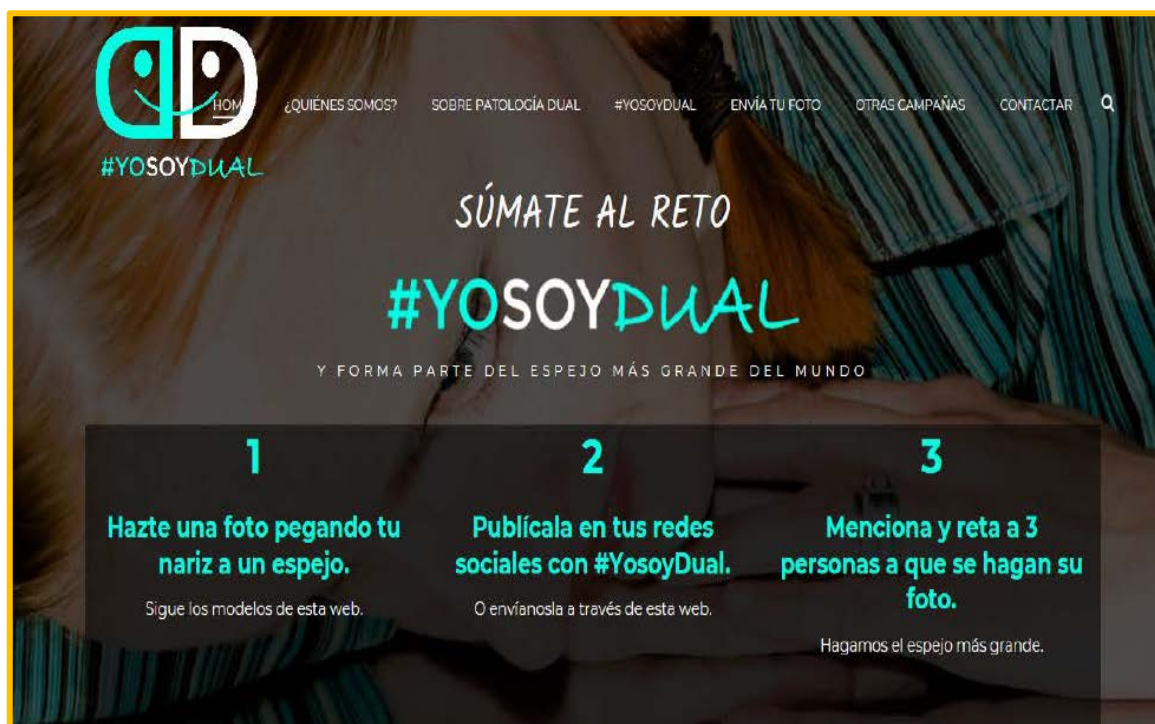 HOM
¿QUIÉNES SOMOS?
SOBRE PATOLOGÍA DUAL
#YOSOYDUAL
ENVÍA TU FOTO
OTRAS CAMPAÑAS
CONTACTAR
#YOSOYDUAL
SÚMATE AL RETO
#YOSOYDUAL
Y FORMA PARTE DEL ESPEJO MÁS GRANDE DEL MUNDO
1
Hazte una foto pegando tu
nariz a un espejo.
Sigue los modelos de esta web.
2
Publícala en tus redes
sociales con #YosoyDual.
O envíanosla a través de esta web.
3
Menciona y reta a 3
personas a que se hagan su
foto.
Hagamos el espejo más grande.